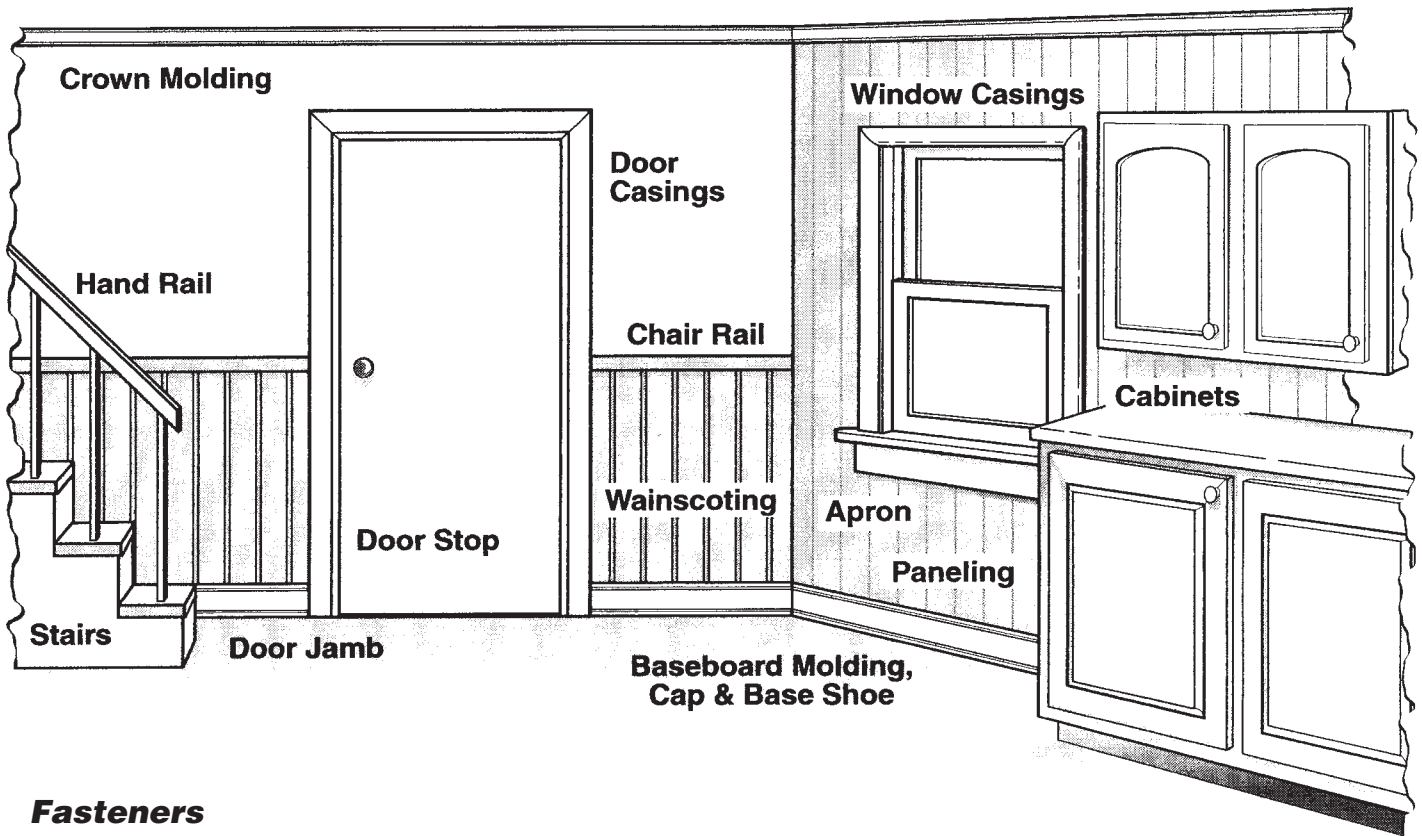 Crown Molding
Window Casings
Door
Casings
Hand Rail
Chair Rail
Cabinets
Wainscoting
Apron
Door Stop
Paneling
Stairs
Door Jamb
Baseboard Molding,
Cap & Base Shoe
Fasteners